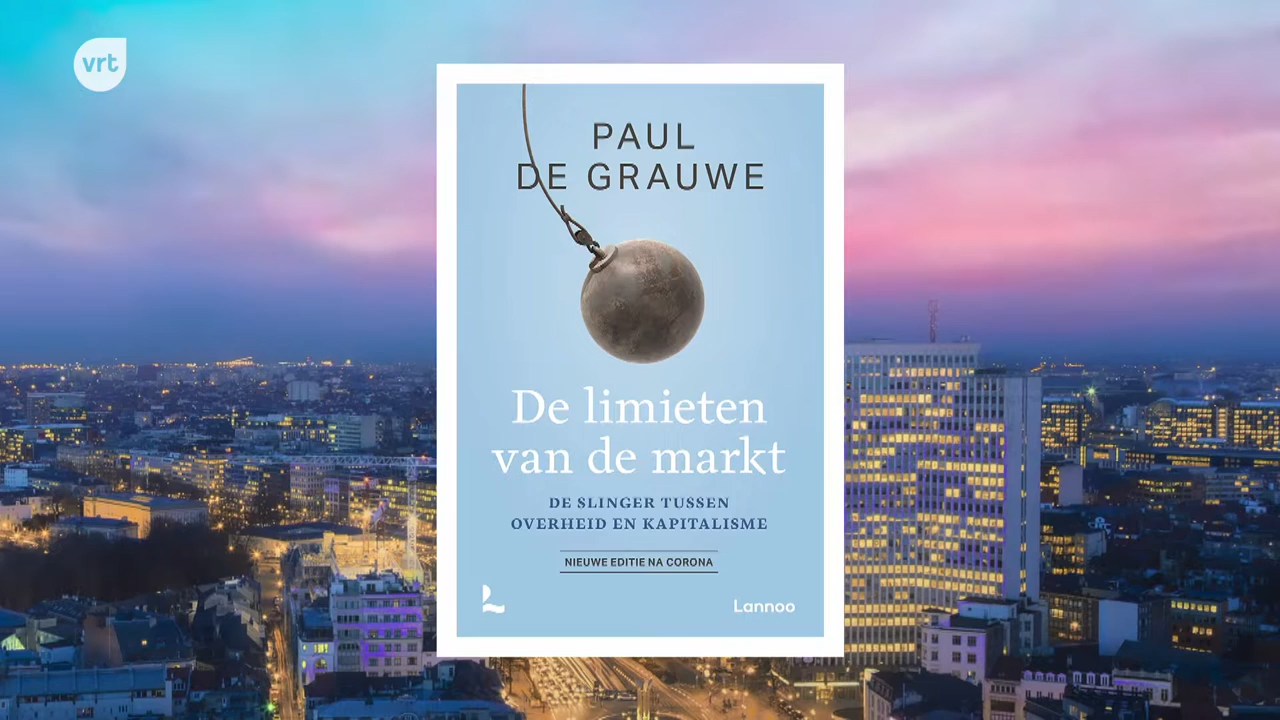 vrt
PAUL
DE GRAUWE
De limieten
van de markt
DE SLINGER TUSSEN
OVERHEID EN KAPITALISME
NIEUWE EDITIE NA CORONA
Lannoo